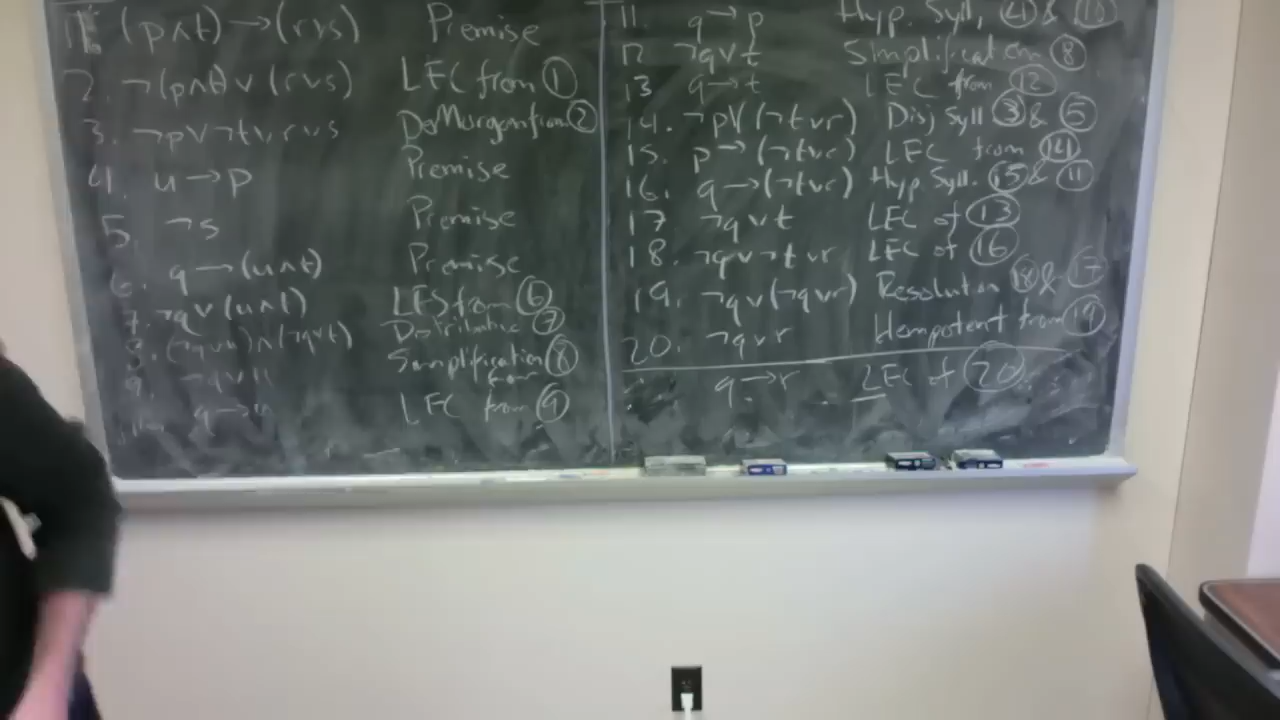 1. (p∧t) → (r∨s) Premise
2. ¬(p∧t) ∨ (r∨s) LEC from ①
3. ¬p∨¬t∨r∨s DeMorgan from ②
4. u → p Premise
5. ¬s Premise
6. q → (u∧t) Premise
7. ¬q∨(u∧t) LES from ⑥
8. (¬q∨u)∧(¬q∨t) Distributive ⑦
9. ¬q∨u Simplification from ⑧
10. q → u LEC from ⑨
11. q → p Hyp. Syll, ④ & ⑩
12 ¬q∨t Simplification ⑧
13 q → t LEC from ⑫
14. ¬p∨(¬t∨r) Disj Syll ③ & ⑤
15. p → (¬t∨r) LEC from ⑭
16. q → (¬t∨r) Hyp. Syll. ⑮ & ⑪
17 ¬q∨t LEC of ⑬
18. ¬q∨¬t∨r LEC of ⑯
19. ¬q∨(¬q∨r) Resolution ⑱ & ⑰
20. ¬q∨r Idempotent from ⑲
∴ q → r LEC of ⑳